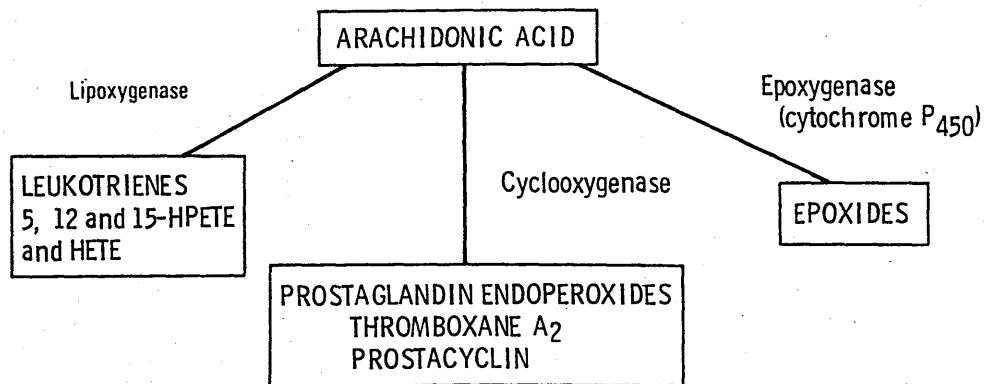 ARACHIDONIC ACID
Lipoxygenase
Epoxygenase
(cytochrome P450)
LEUKOTRIENES
5, 12 and 15-HPETE
and HETE
Cyclooxygenase
EPOXIDES
PROSTAGLANDIN ENDOPEROXIDES
THROMBOXANE A2
PROSTACYCLIN